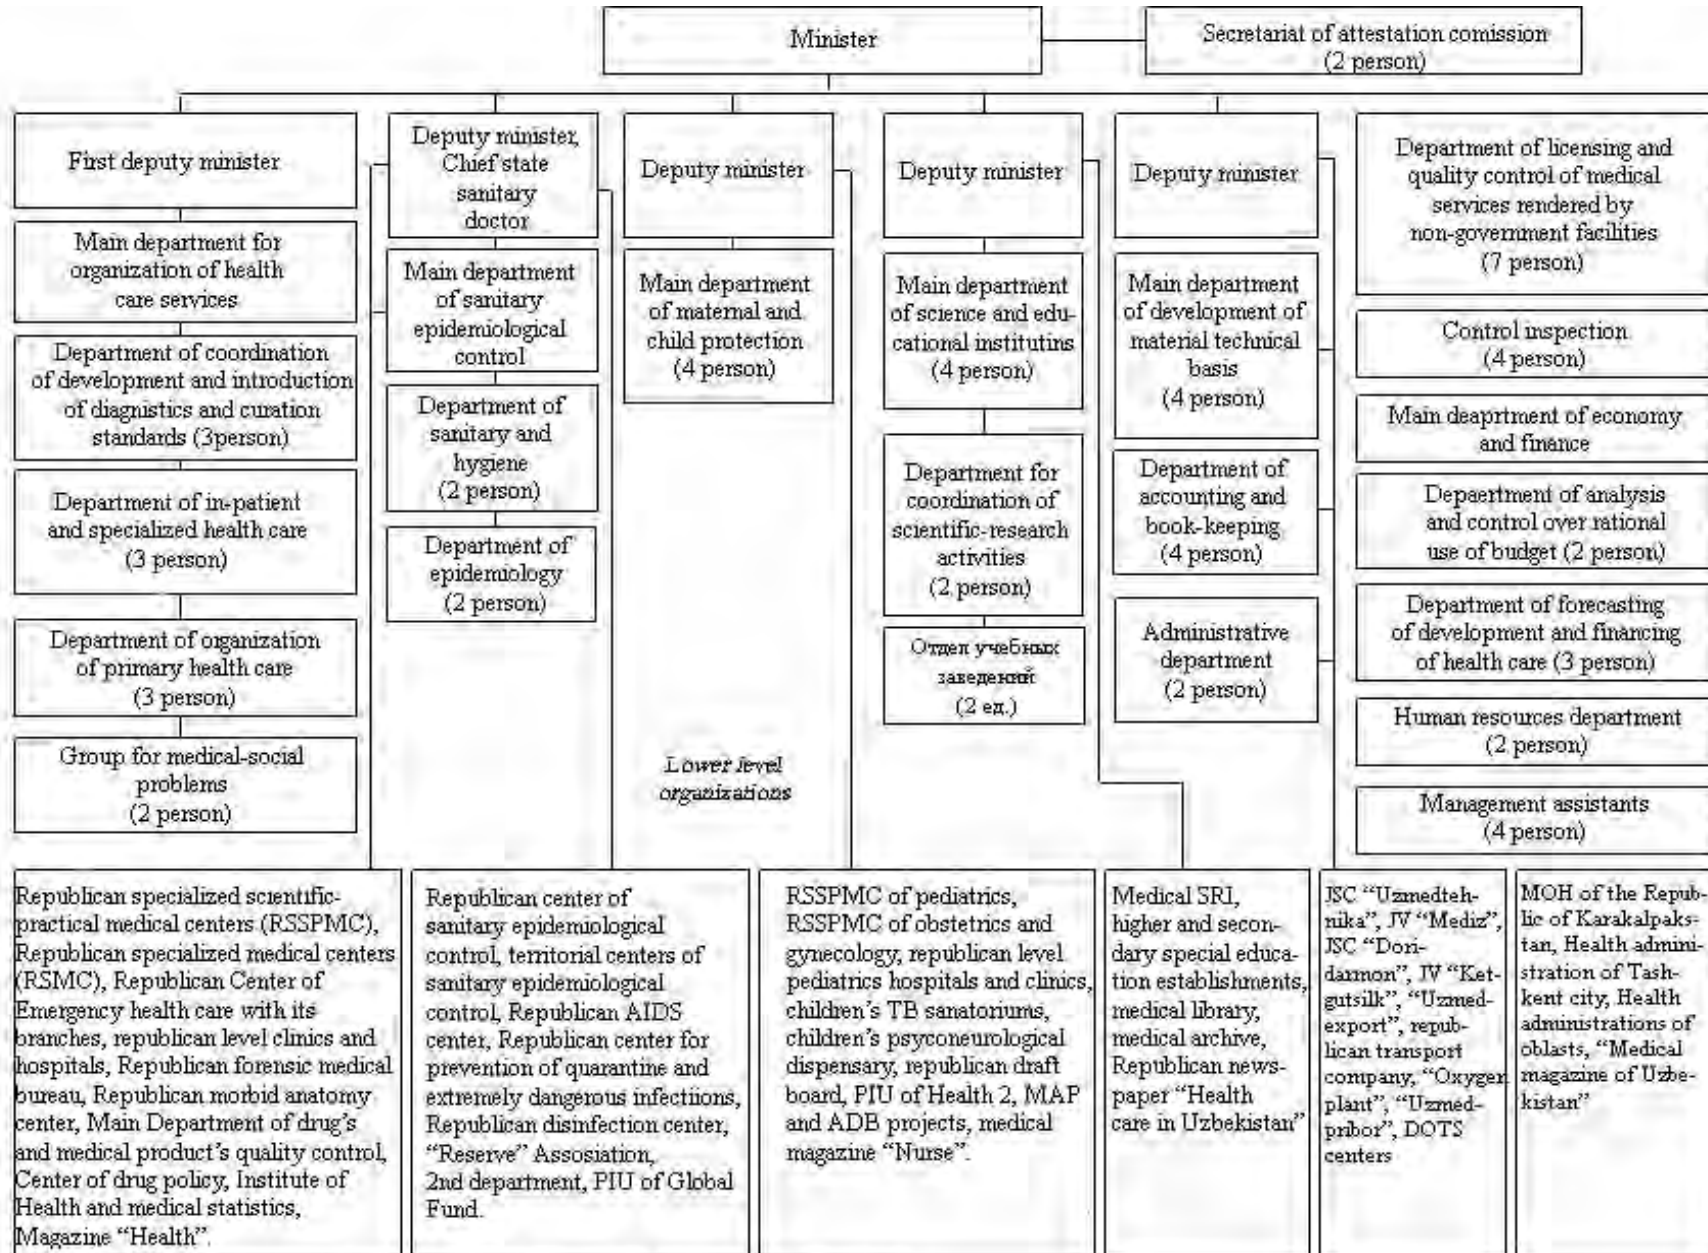 Minister
Secretariat of attestation comission
(2 person)
First deputy minister
Main department for
organization of health
care services
Department of coordination
of development and introduction
of diagnistics and curation
standards (3person)
Department of in-patient
and specialized health care
(3 person)
Department of organization
of primary health care
(3 person)
Group for medical-social
problems
(2 person)
Deputy minister,
Chief state
sanitary
doctor
Main department
of sanitary
epidemiological
control
Department of
sanitary and
hygiene
(2 person)
Department of
epidemiology
(2 person)
Deputy minister
Main department
of maternal and
child protection
(4 person)
Lower level
organizations
Deputy minister
Main department
of science and edu-
cational institutins
(4 person)
Department for
coordination of
scientific-research
activities
(2 person)
Отдел учебных
заведений
(2 ед.)
Deputy minister
Main department
of development of
material technical
basis
(4 person)
Department of
accounting and
book-keeping
(4 person)
Administrative
department
(2 person)
Department of licensing and
quality control of medical
services rendered by
non-government facilities
(7 person)
Control inspection
(4 person)
Main deaprtment of economy
and finance
Depaertment of analysis
and control over rational
use of budget (2 person)
Department of forecasting
of development and financing
of health care (3 person)
Human resources department
(2 person)
Management assistants
(4 person)
Republican specialized scientific-
practical medical centers (RSSPMC),
Republican specialized medical centers
(RSMC), Republican Center of
Emergency health care with its
branches, republican level clinics and
hospitals, Republican forensic medical
bureau, Republican morbid anatomy
center, Main Department of drug's
and medical product's quality control,
Center of drug policy, Institute of
Health and medical statistics,
Magazine “Health”.
Republican center of
sanitary epidemiological
control, territorial centers of
sanitary epidemiological
control, Republican AIDS
center, Republican center for
prevention of quarantine and
extremely dangerous infectiions,
Republican disinfection center,
“Reserve” Assosiation,
2nd department, PIU of Global
Fund.
RSSPMC of pediatrics,
RSSPMC of obstetrics and
gynecology, republican level
pediatrics hospitals and clinics,
children's TB sanatoriums,
children's psyconeurological
dispensary, republican draft
board, PIU of Health 2, MAP
and ADB projects, medical
magazine “Nurse”.
Medical SRI,
higher and secon-
dary special educa-
tion establishments,
medical library,
medical archive,
Republican news-
paper “Health
care in Uzbekistan”
JSC “Uzmedteh-
nika”, JV “Mediz”,
JSC “Dori-
darmon”, JV “Ket-
gutsilk”, “Uzmed-
export”, repub-
lican transport
company, “Oxygen
plant”, “Uzmed-
pribor”, DOTS
centers
MOH of the Repub-
lic of Karakalpaks-
tan, Health admini-
stration of Tash-
kent city, Health
administrations of
oblasts, “Medical
magazine of Uzbe-
kistan”